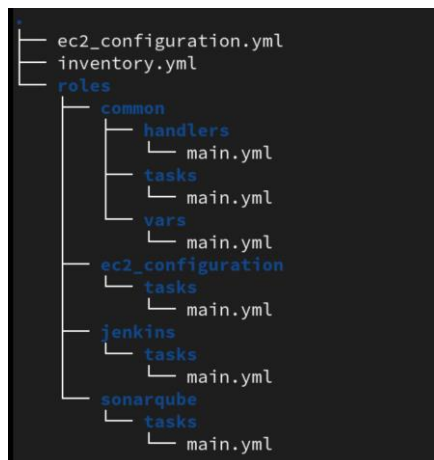 .
ec2_configuration.yml
inventory.yml
roles
common
handlers
main.yml
tasks
main.yml
vars
main.yml
ec2_configuration
tasks
main.yml
jenkins
tasks
main.yml
sonarqube
tasks
main.yml